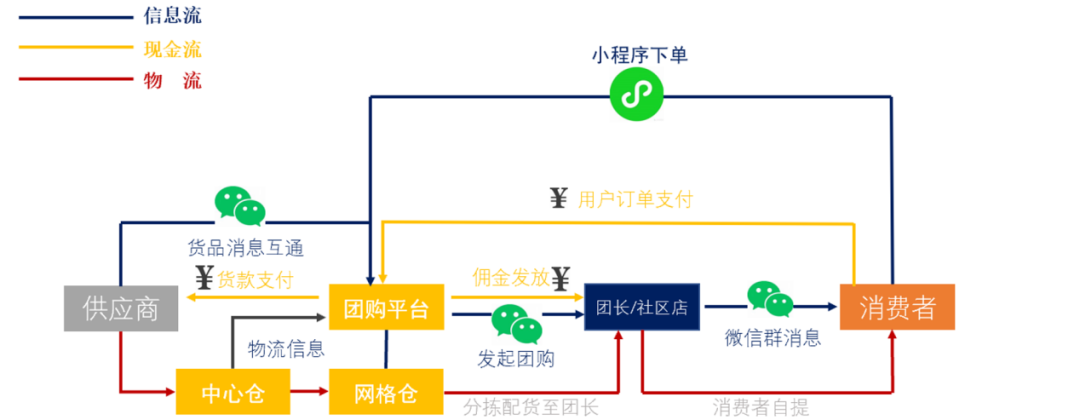 信息流
现金流
物 流
小程序下单
¥ 用户订单支付
货品消息互通
¥ 货款支付
佣金发放 ¥
供应商
团购平台
团长/社区店
消费者
物流信息
发起团购
微信群消息
中心仓
网格仓
分拣配货至团长
消费者自提